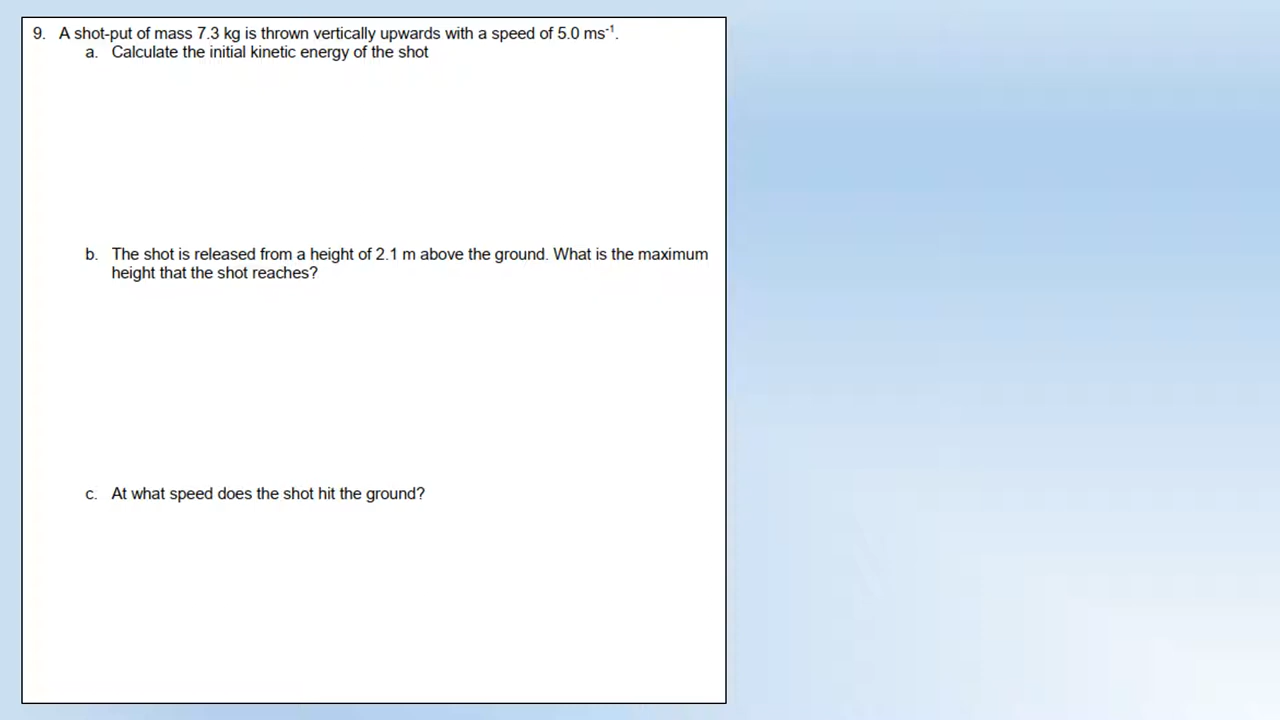 9. A shot-put of mass 7.3 kg is thrown vertically upwards with a speed of 5.0 ms⁻¹.
a. Calculate the initial kinetic energy of the shot
b. The shot is released from a height of 2.1 m above the ground. What is the maximum
height that the shot reaches?
c. At what speed does the shot hit the ground?